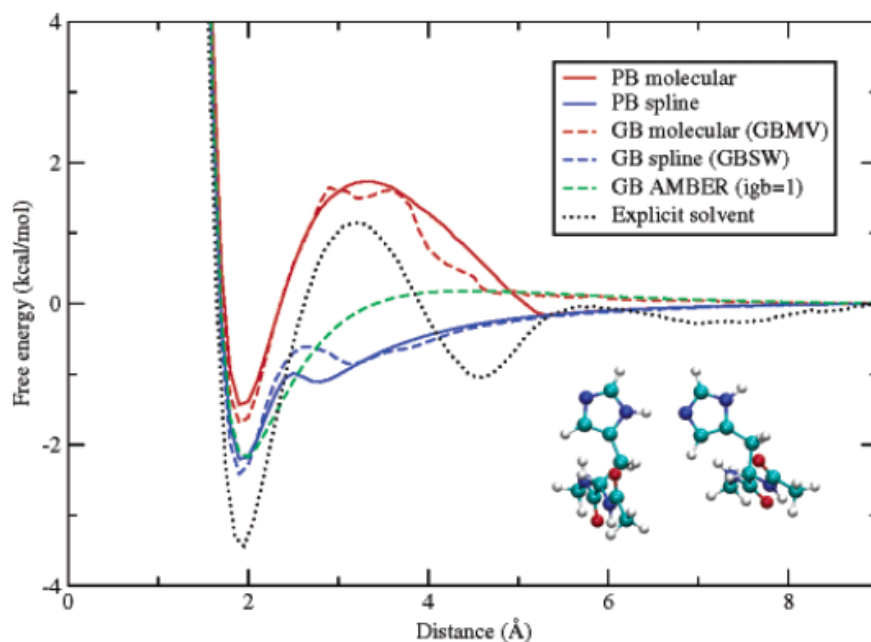 4
2
0
-2
-4
Free energy (kcal/mol)
PB molecular
PB spline
GB molecular (GBMV)
GB spline (GBSW)
GB AMBER (igb=1)
Explicit solvent
0 2 4 6 8
Distance (Å)